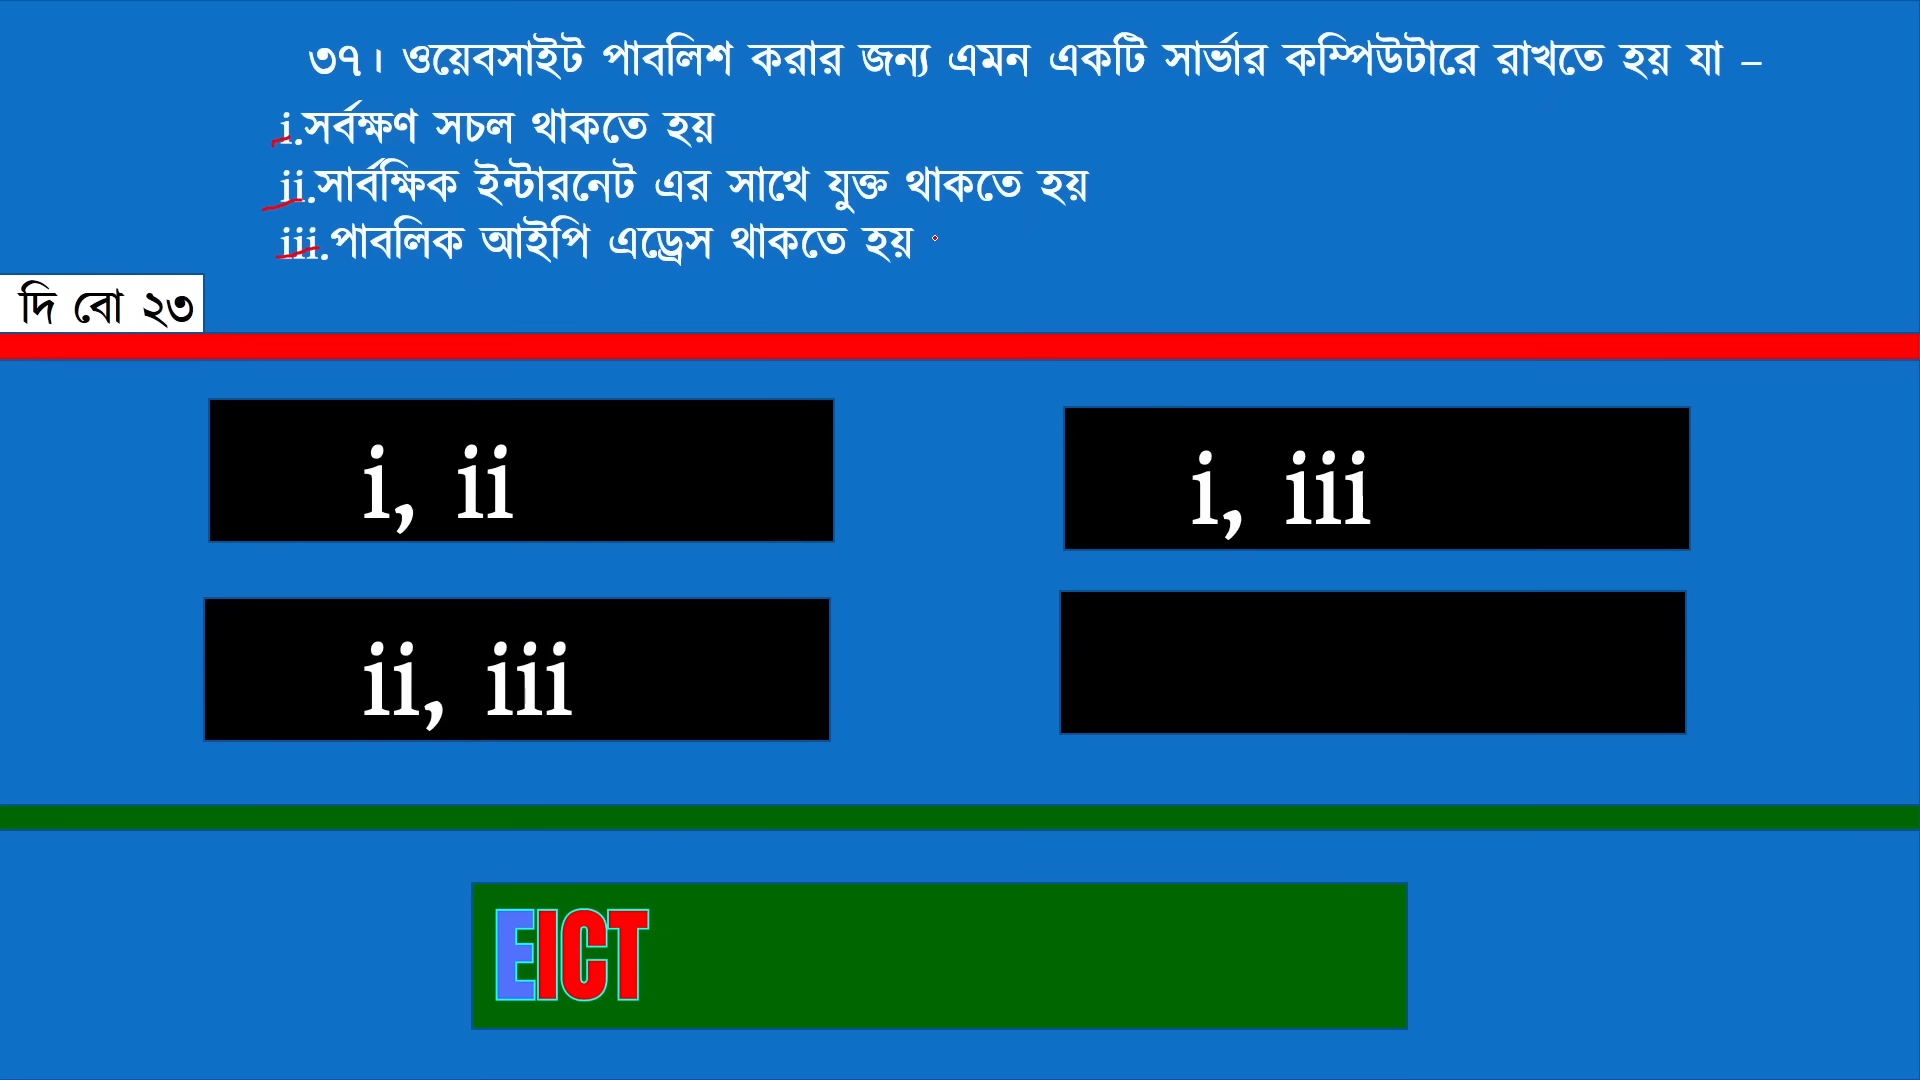 ৩৭। ওয়েবসাইট পাবলিশ করার জন্য এমন একটি সার্ভার কম্পিউটারে রাখতে হয় যা –
i.সর্বক্ষণ সচল থাকতে হয়
ii.সার্বক্ষিক ইন্টারনেট এর সাথে যুক্ত থাকতে হয়
iii.পাবলিক আইপি এড্রেস থাকতে হয়
দি বো ২৩
i, ii
i, iii
ii, iii
EICT